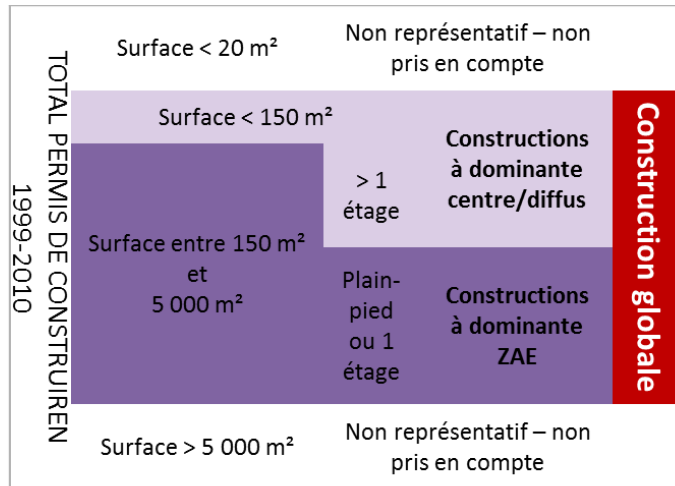 TOTAL PERMIS DE CONSTRUIREN
1999-2010
Surface < 20 m²
Non représentatif – non
pris en compte
Surface < 150 m²
> 1
étage
Constructions
à dominante
centre/diffus
Surface entre 150 m²
et
5 000 m²
Plain-
pied
ou 1
étage
Constructions
à dominante
ZAE
Construction globale
Surface > 5 000 m²
Non représentatif – non
pris en compte